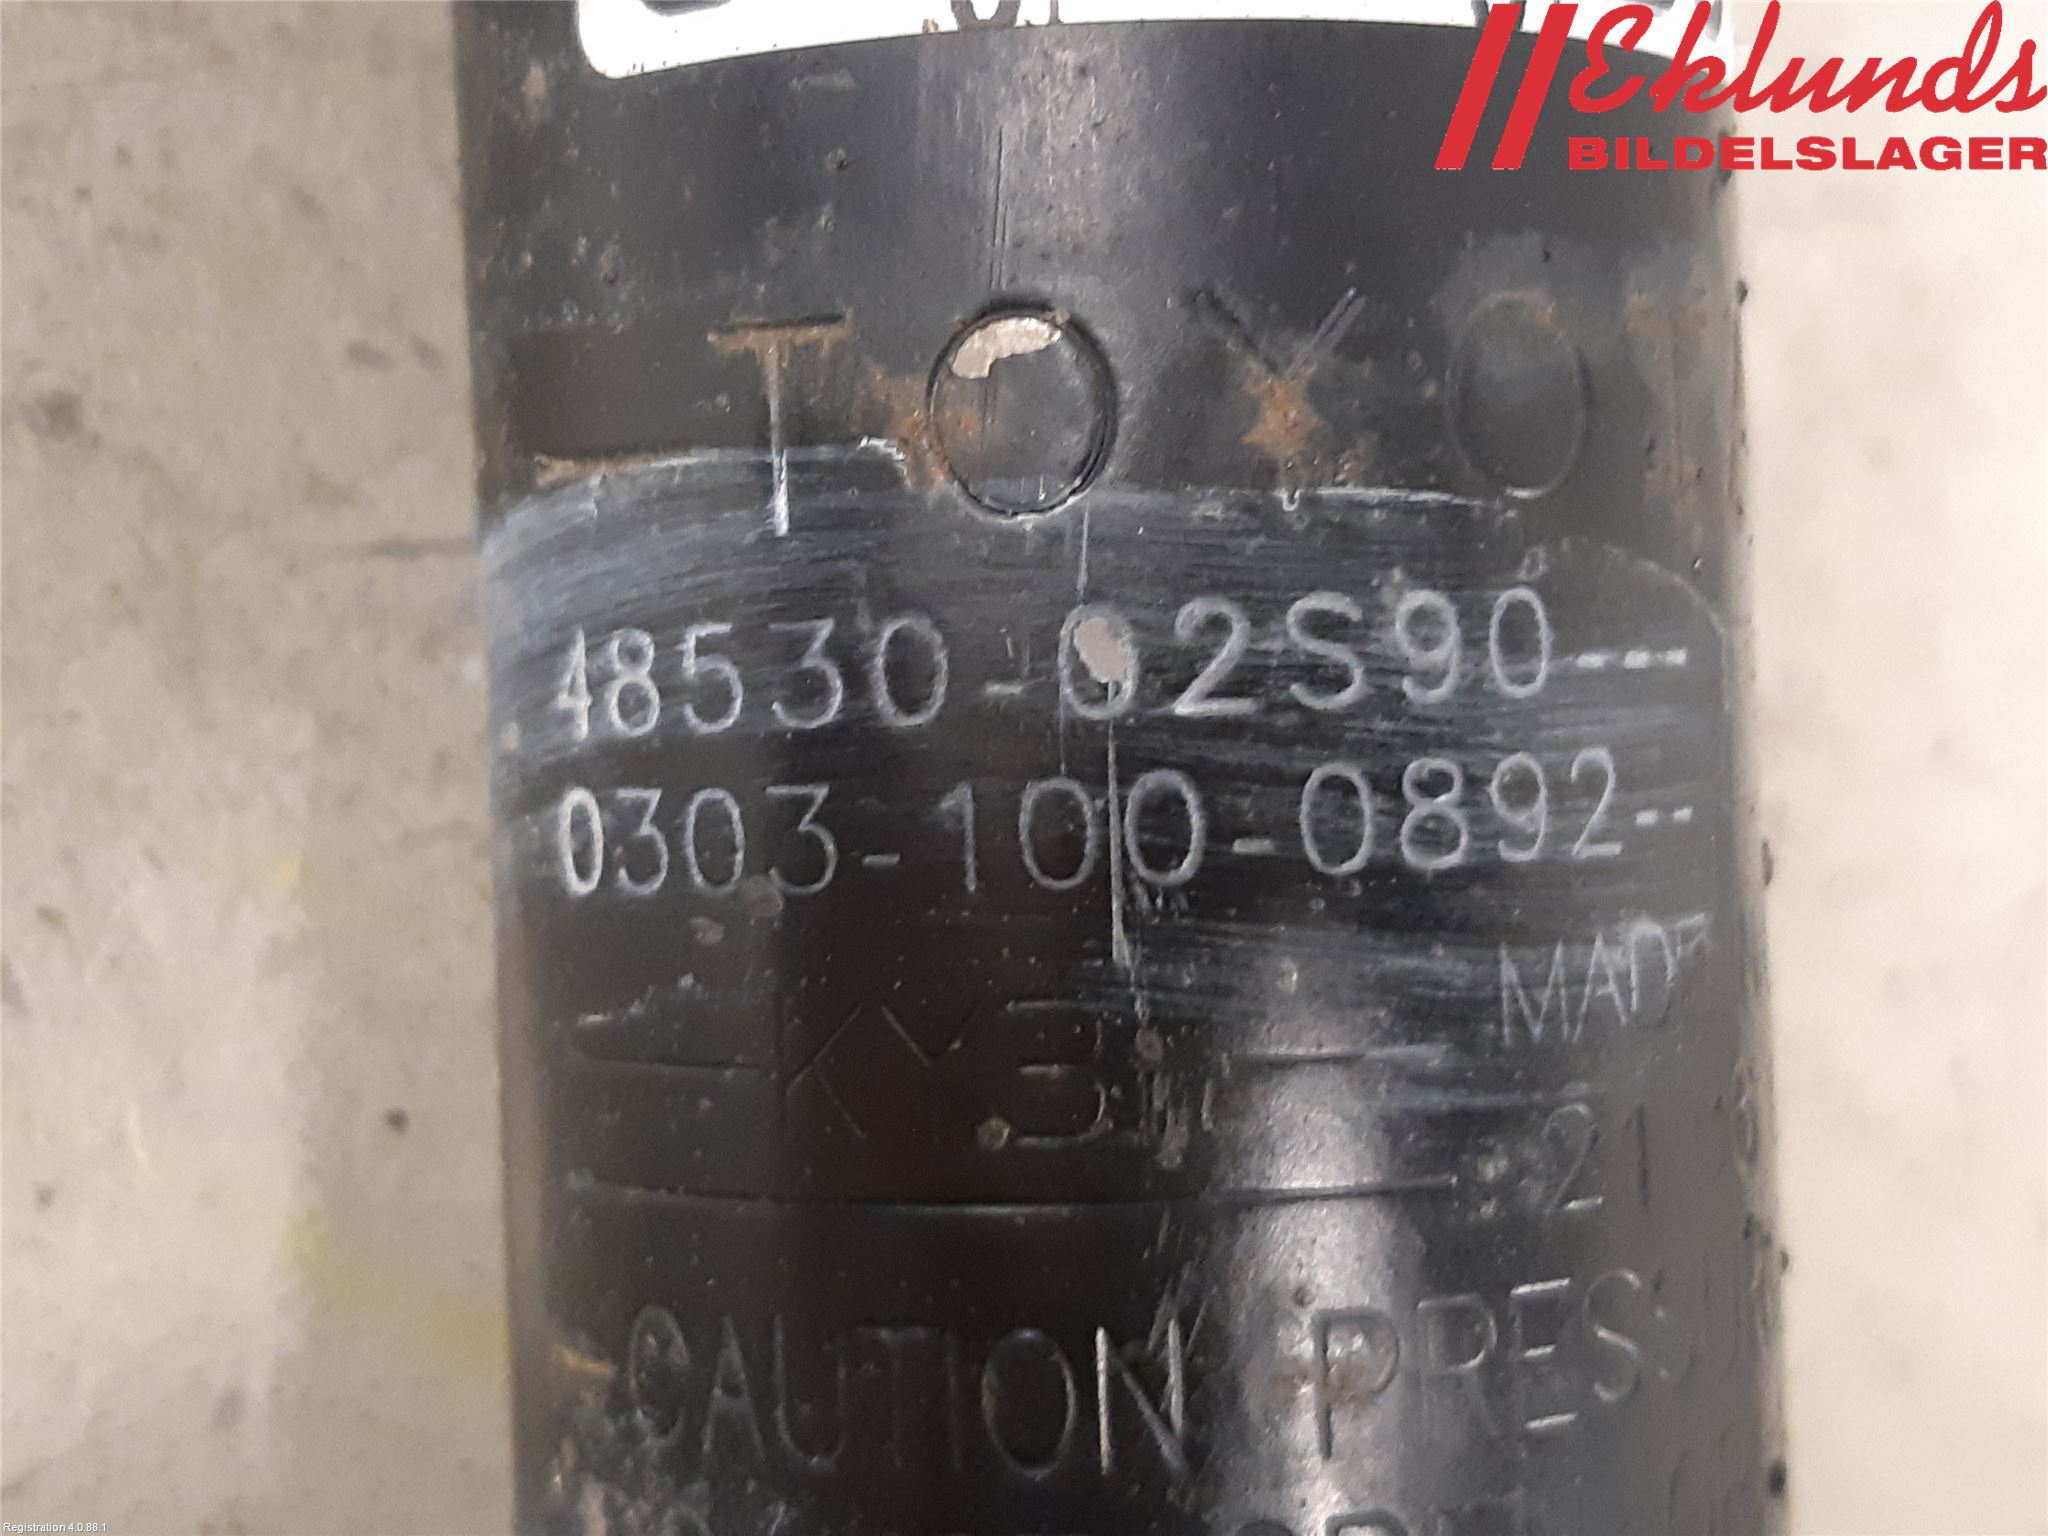 Eklunds
BILDELSLAGER
TOYO
48530-02S90---
0303-100-0892--
MADE
KYB
21
CAUTION PRES
Registration 4.0.88.1